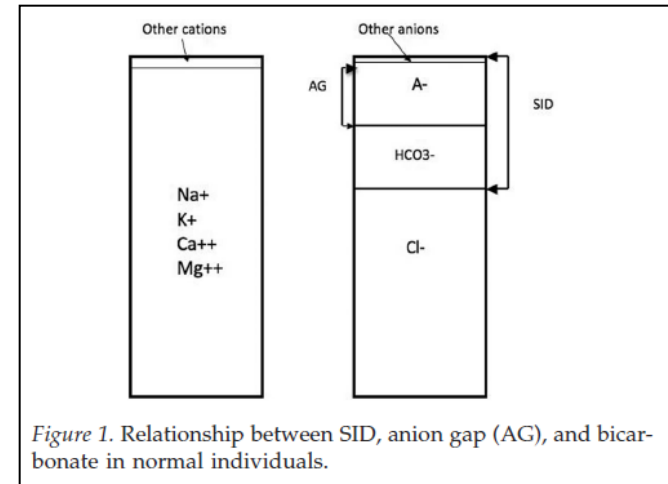 Other cations
Other anions
AG
A-
SID
HCO3-
Na+
K+
Ca++
Mg++
Cl-
Figure 1. Relationship between SID, anion gap (AG), and bicar-
bonate in normal individuals.